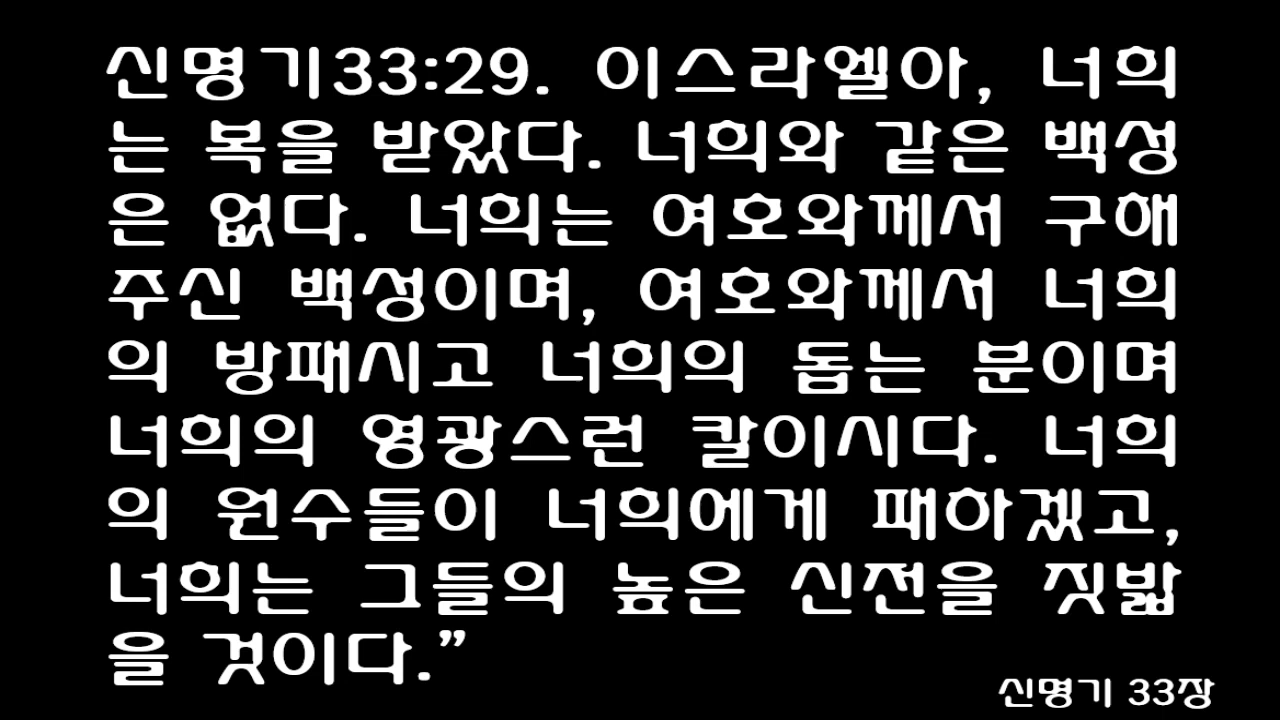 신명기33:29. 이스라엘아, 너희
는 복을 받았다. 너희와 같은 백성
은 없다. 너희는 여호와께서 구해
주신 백성이며, 여호와께서 너희
의 방패시고 너희의 돕는 분이며
너희의 영광스런 칼이시다. 너희
의 원수들이 너희에게 패하겠고,
너희는 그들의 높은 신전을 짓밟
을 것이다.”
신명기 33장